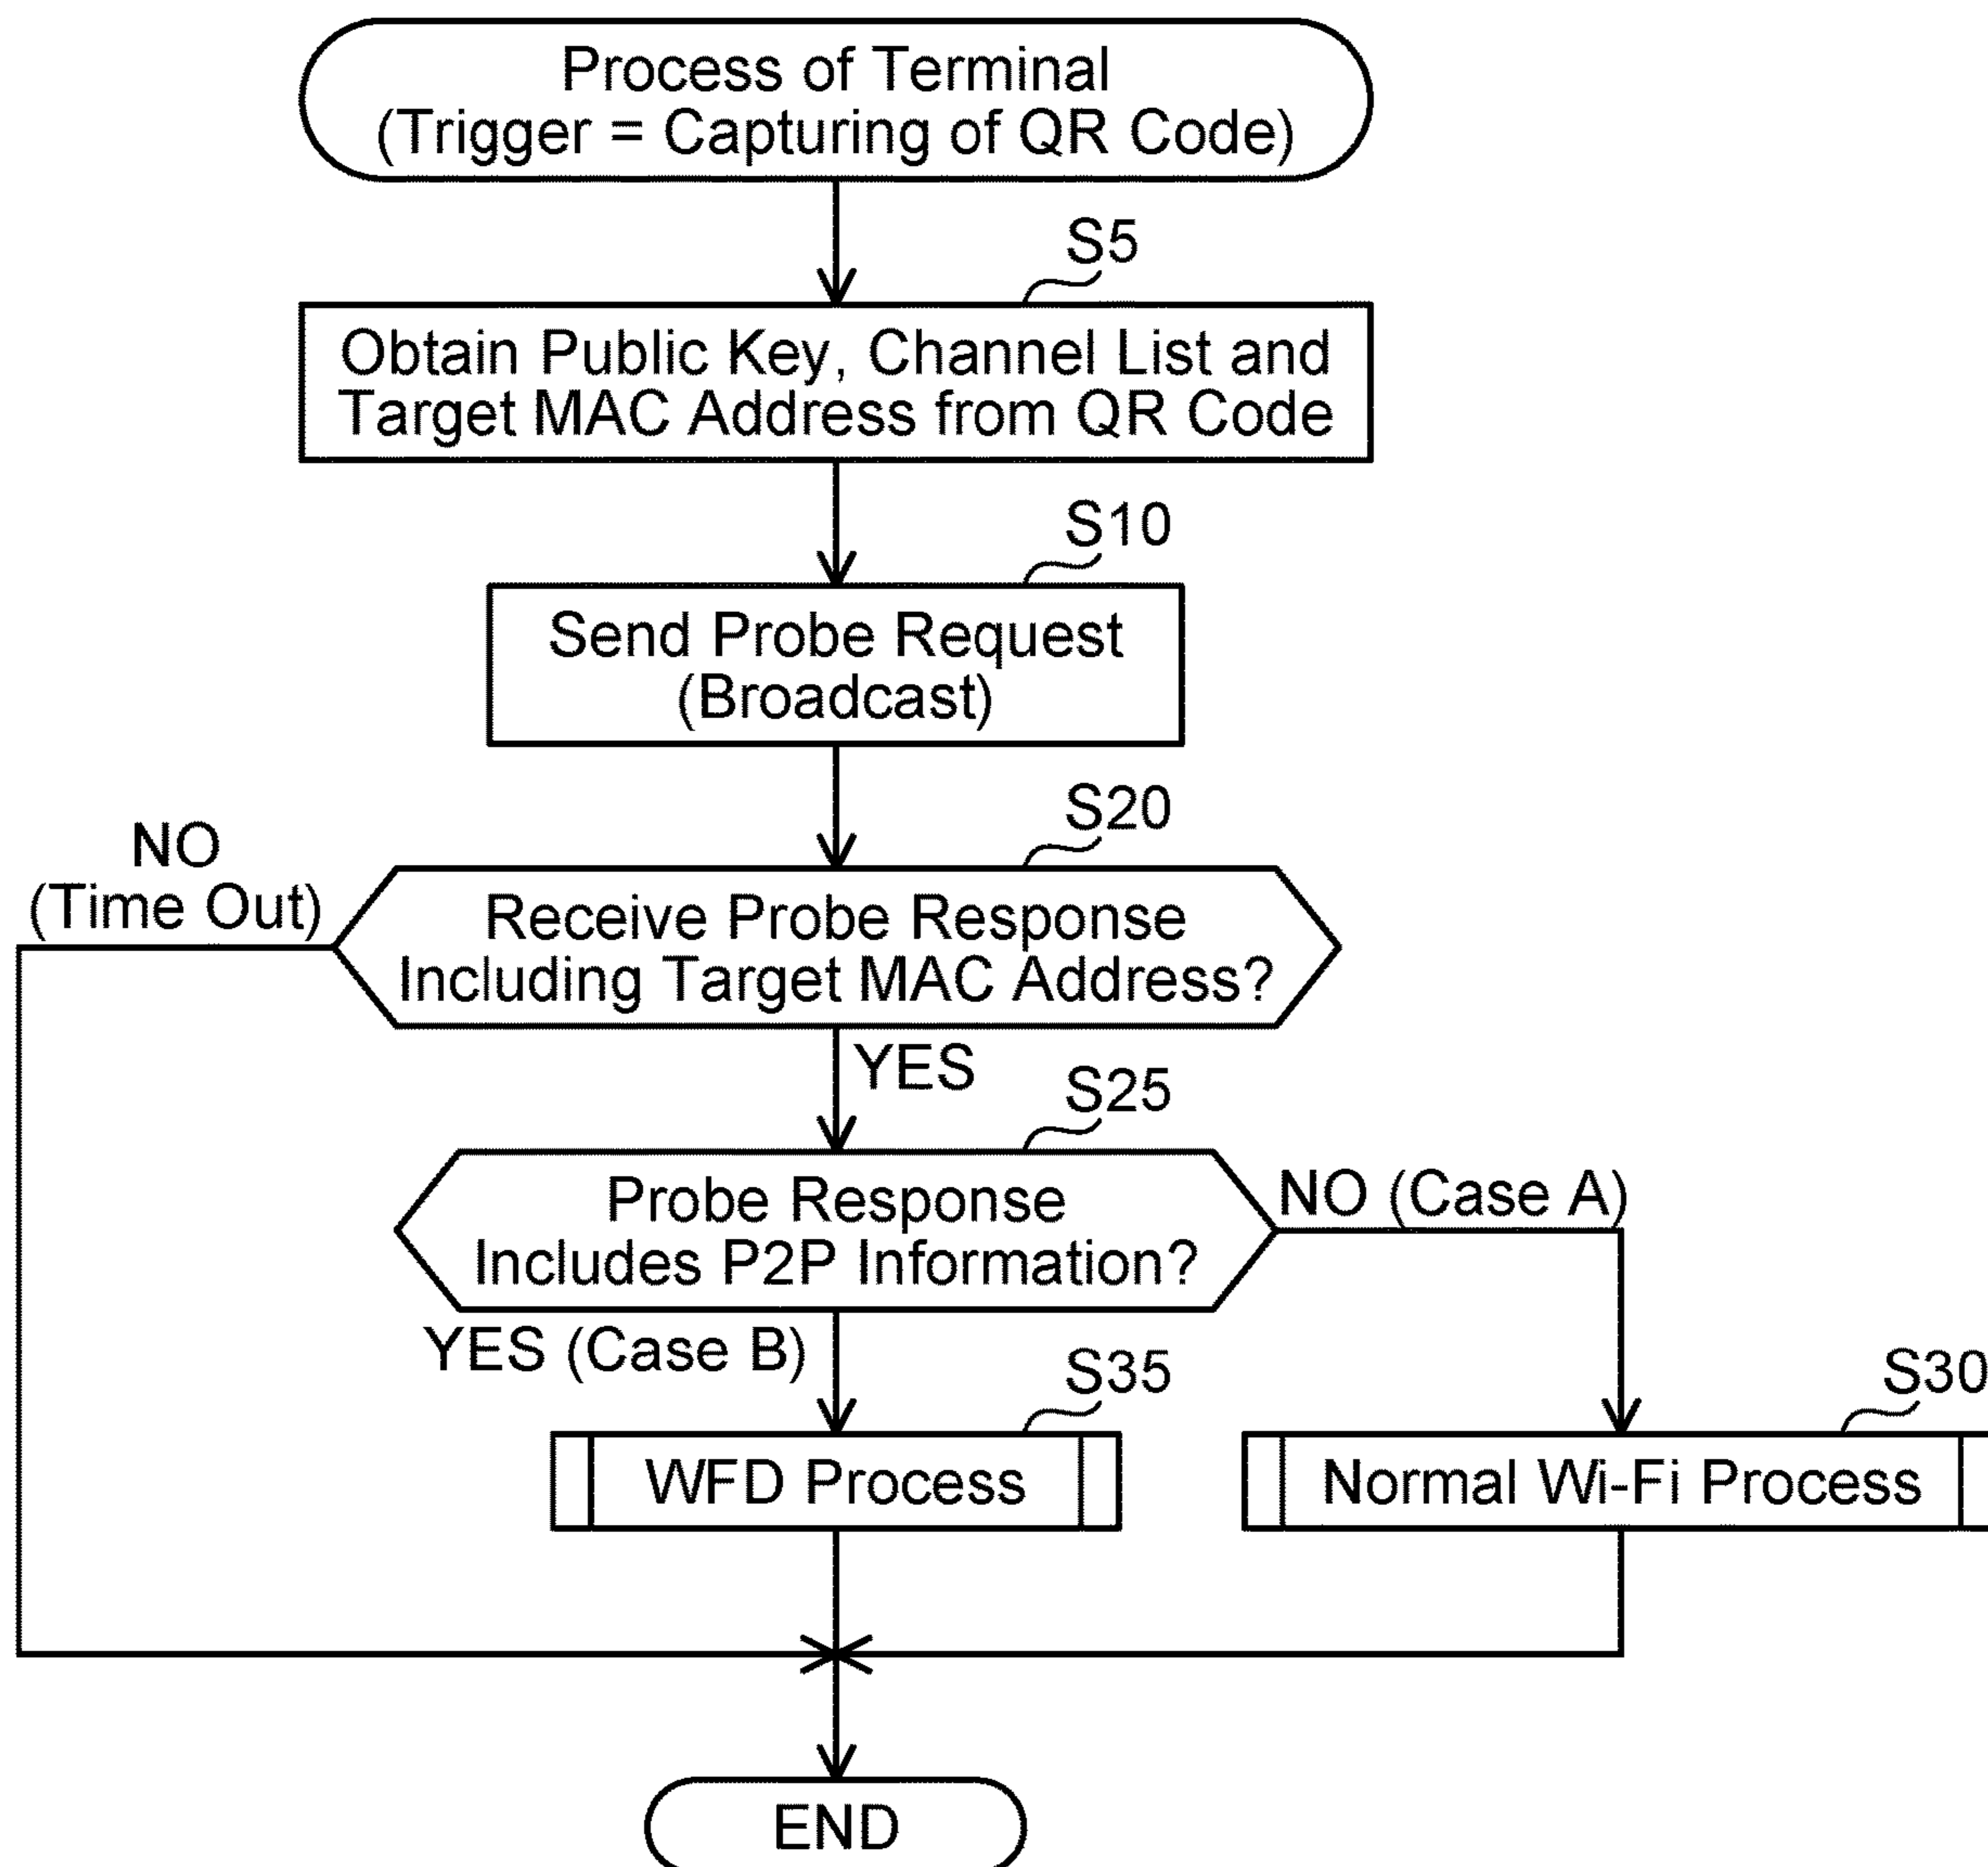 Process of Terminal
(Trigger = Capturing of QR Code)
S5
Obtain Public Key, Channel List and
Target MAC Address from QR Code
S10
Send Probe Request
(Broadcast)
S20
NO
(Time Out)
Receive Probe Response
Including Target MAC Address?
YES
S25
Probe Response
Includes P2P Information?
NO (Case A)
YES (Case B)
S35
S30
WFD Process
Normal Wi-Fi Process
END